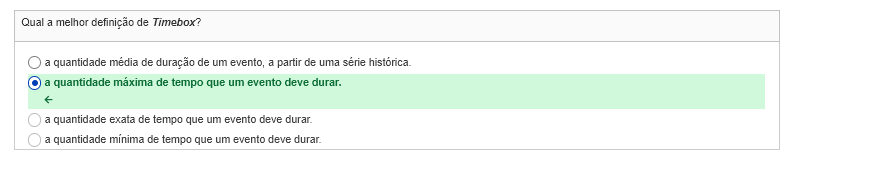 Qual a melhor definição de Timebox?
a quantidade média de duração de um evento, a partir de uma série histórica.
a quantidade máxima de tempo que um evento deve durar.
←
a quantidade exata de tempo que um evento deve durar.
a quantidade mínima de tempo que um evento deve durar.